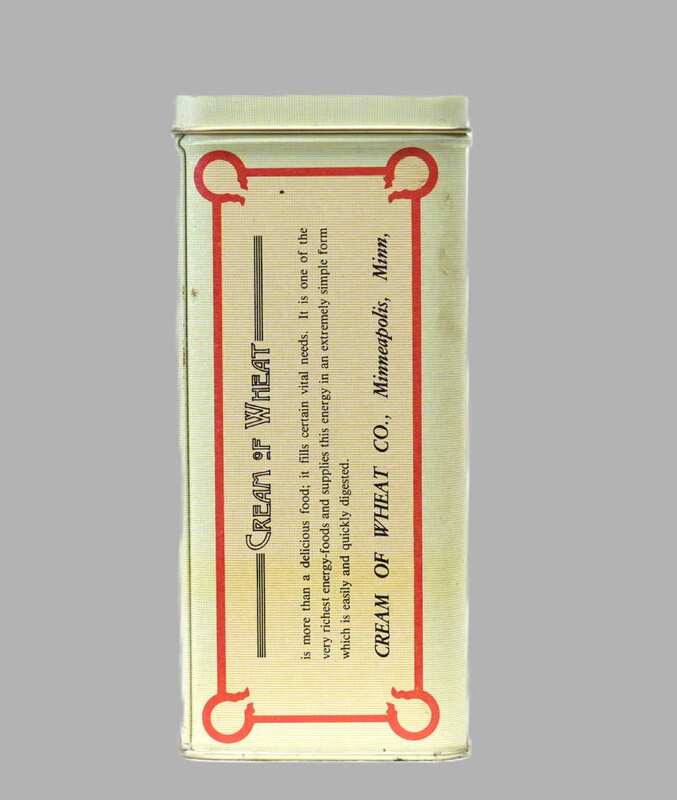 CREAM OF WHEAT
is more than a delicious food; it fills certain vital needs. It is one of the
very richest energy-foods and supplies this energy in an extremely simple form
which is easily and quickly digested.
CREAM OF WHEAT CO., Minneapolis, Minn,